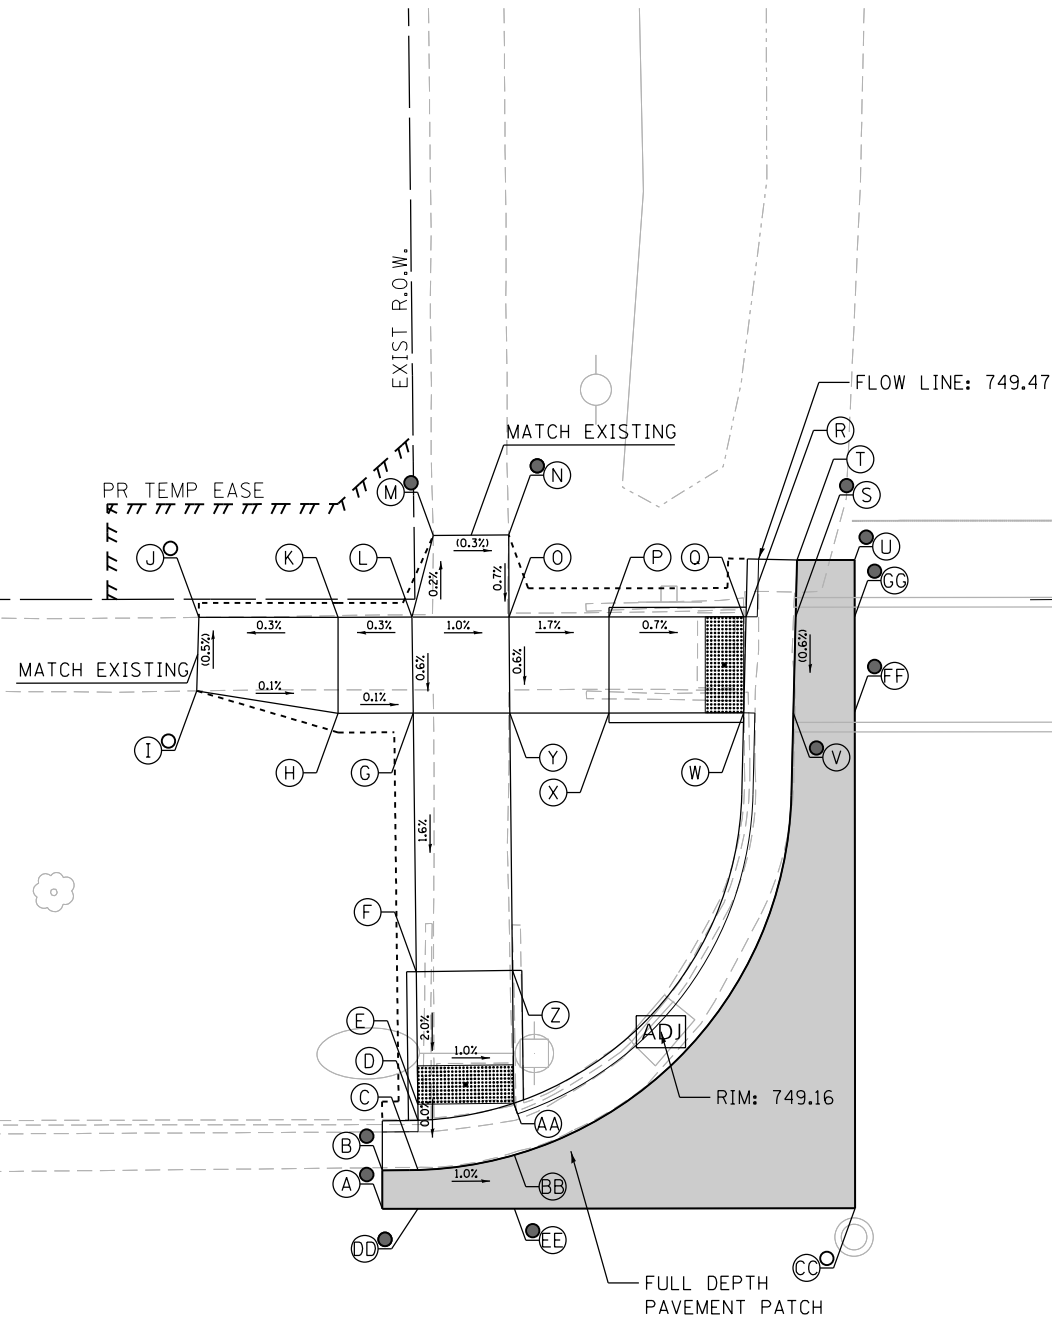 EXIST R.O.W.
FLOW LINE: 749.47
R
MATCH EXISTING
T
N
M
S
PR TEMP EASE
(0.3%)
U
J
K
L
O
P
Q
GG
0.2%
0.7%
0.3%
0.3%
1.0%
1.7%
0.7%
(0.5%)
0.6%
0.6%
(0.6%)
MATCH EXISTING
FF
0.1%
0.1%
I
H
G
Y
X
W
V
1.6%
F
E
2.0%
Z
1.0%
ADJ
D
C
0.0%
RIM: 749.16
AA
B
A
1.0%
BB
DD
EE
CC
FULL DEPTH
PAVEMENT PATCH